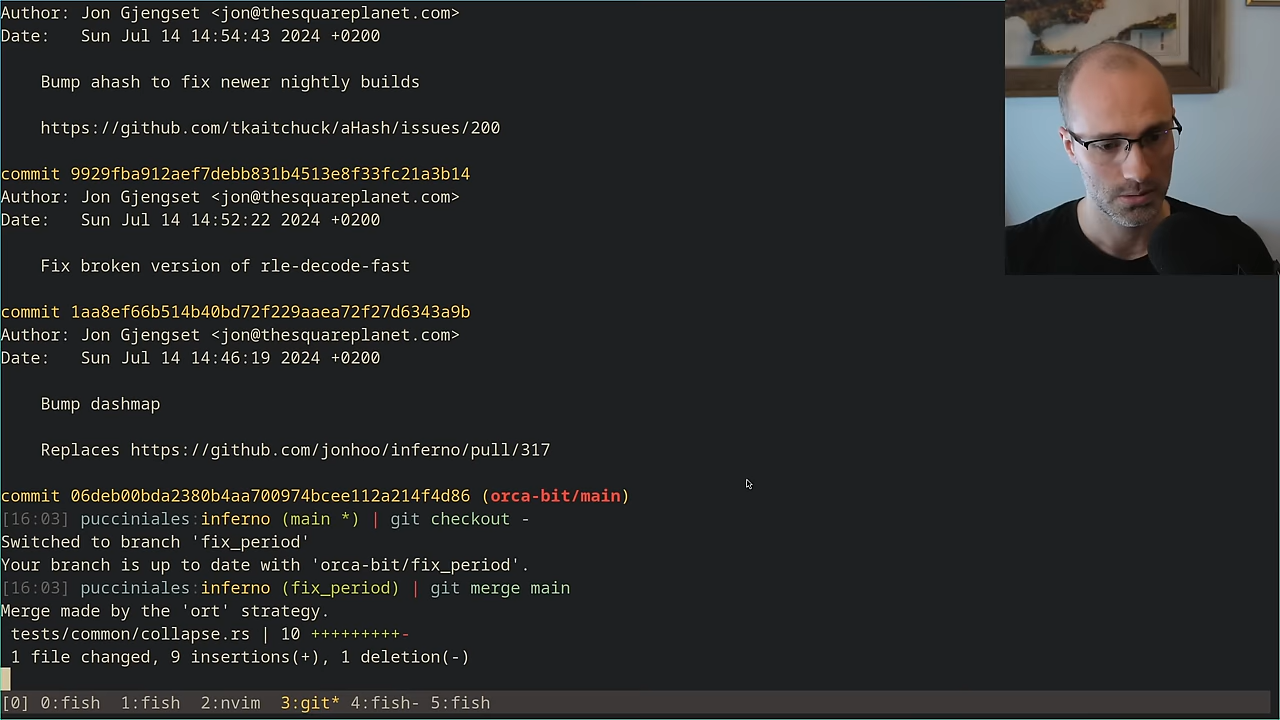 Author: Jon Gjengset <jon@thesquareplanet.com>
Date:   Sun Jul 14 14:54:43 2024 +0200
    Bump ahash to fix newer nightly builds
    https://github.com/tkaitchuck/aHash/issues/200
commit 9929fba912aef7debb831b4513e8f33fc21a3b14
Author: Jon Gjengset <jon@thesquareplanet.com>
Date:   Sun Jul 14 14:52:22 2024 +0200
    Fix broken version of rle-decode-fast
commit 1aa8ef66b514b40bd72f229aaea72f27d6343a9b
Author: Jon Gjengset <jon@thesquareplanet.com>
Date:   Sun Jul 14 14:46:19 2024 +0200
    Bump dashmap
    Replaces https://github.com/jonhoo/inferno/pull/317
commit 06deb00bda2380b4aa700974bcee112a214f4d86 (orca-bit/main)
[16:03] pucciniales:inferno (main *) | git checkout -
Switched to branch 'fix_period'
Your branch is up to date with 'orca-bit/fix_period'.
[16:03] pucciniales:inferno (fix_period) | git merge main
Merge made by the 'ort' strategy.
 tests/common/collapse.rs | 10 +++++++++-
 1 file changed, 9 insertions(+), 1 deletion(-)
[0] 0:fish  1:fish  2:nvim  3:git* 4:fish- 5:fish